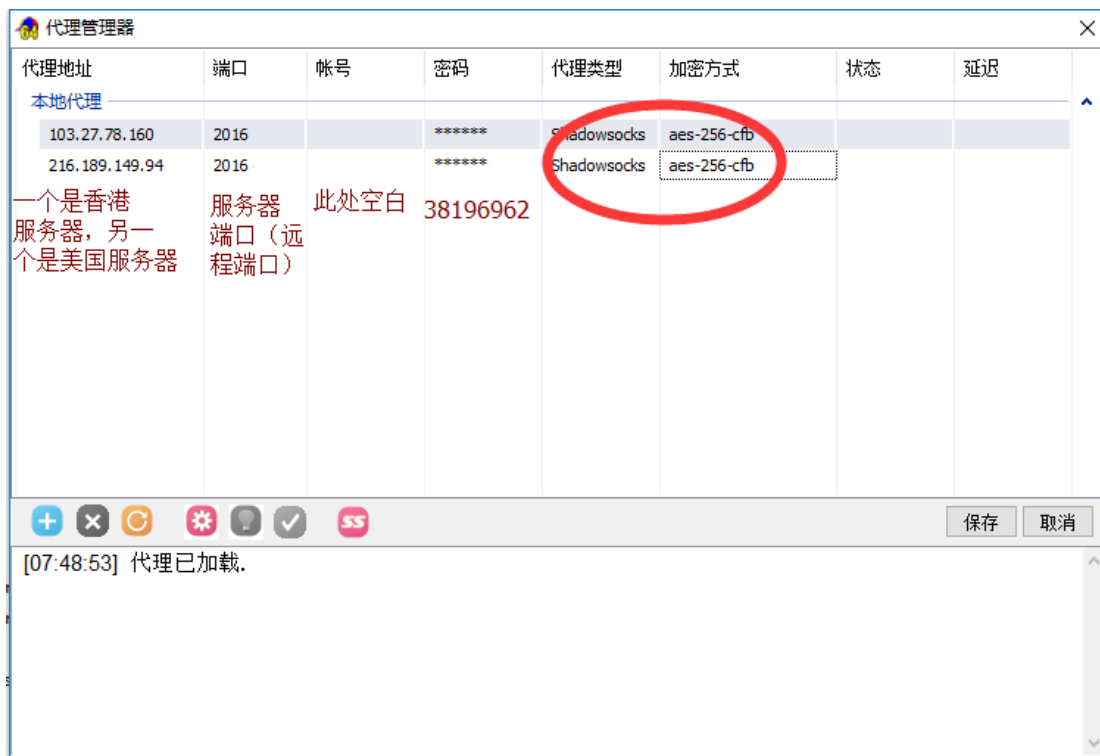 代理管理器
代理地址 端口 帐号 密码 代理类型 加密方式 状态 延迟
本地代理
103.27.78.160 2016 ****** Shadowsocks aes-256-cfb
216.189.149.94 2016 ****** Shadowsocks aes-256-cfb
一个是香港
服务器，另一
个是美国服务器
服务器
端口（远
程端口）
此处空白
38196962
ss
保存 取消
[07:48:53] 代理已加载.